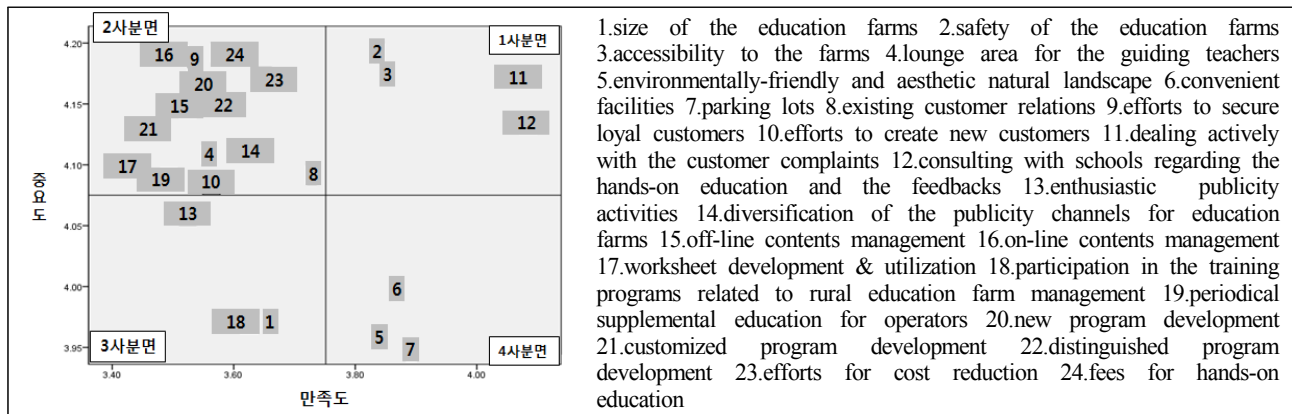 2사분면
1사분면
4.20
4.15
4.10
4.05
4.00
3.95
중요도
16
9
24
2
3
11
23
20
15
22
12
21
4
14
17
19
10
8
13
6
18
1
5
7
3사분면
4사분면
3.40
3.60
3.80
4.00
만족도
1.size of the education farms 2.safety of the education farms
3.accessibility to the farms 4.lounge area for the guiding teachers
5.environmentally-friendly and aesthetic natural landscape 6.convenient
facilities 7.parking lots 8.existing customer relations 9.efforts to secure
loyal customers 10.efforts to create new customers 11.dealing actively
with the customer complaints 12.consulting with schools regarding the
hands-on education and the feedbacks 13.enthusiastic publicity
activities 14.diversification of the publicity channels for education
farms 15.off-line contents management 16.on-line contents management
17.worksheet development & utilization 18.participation in the training
programs related to rural education farm management 19.periodical
supplemental education for operators 20.new program development
21.customized program development 22.distinguished program
development 23.efforts for cost reduction 24.fees for hands-on
education